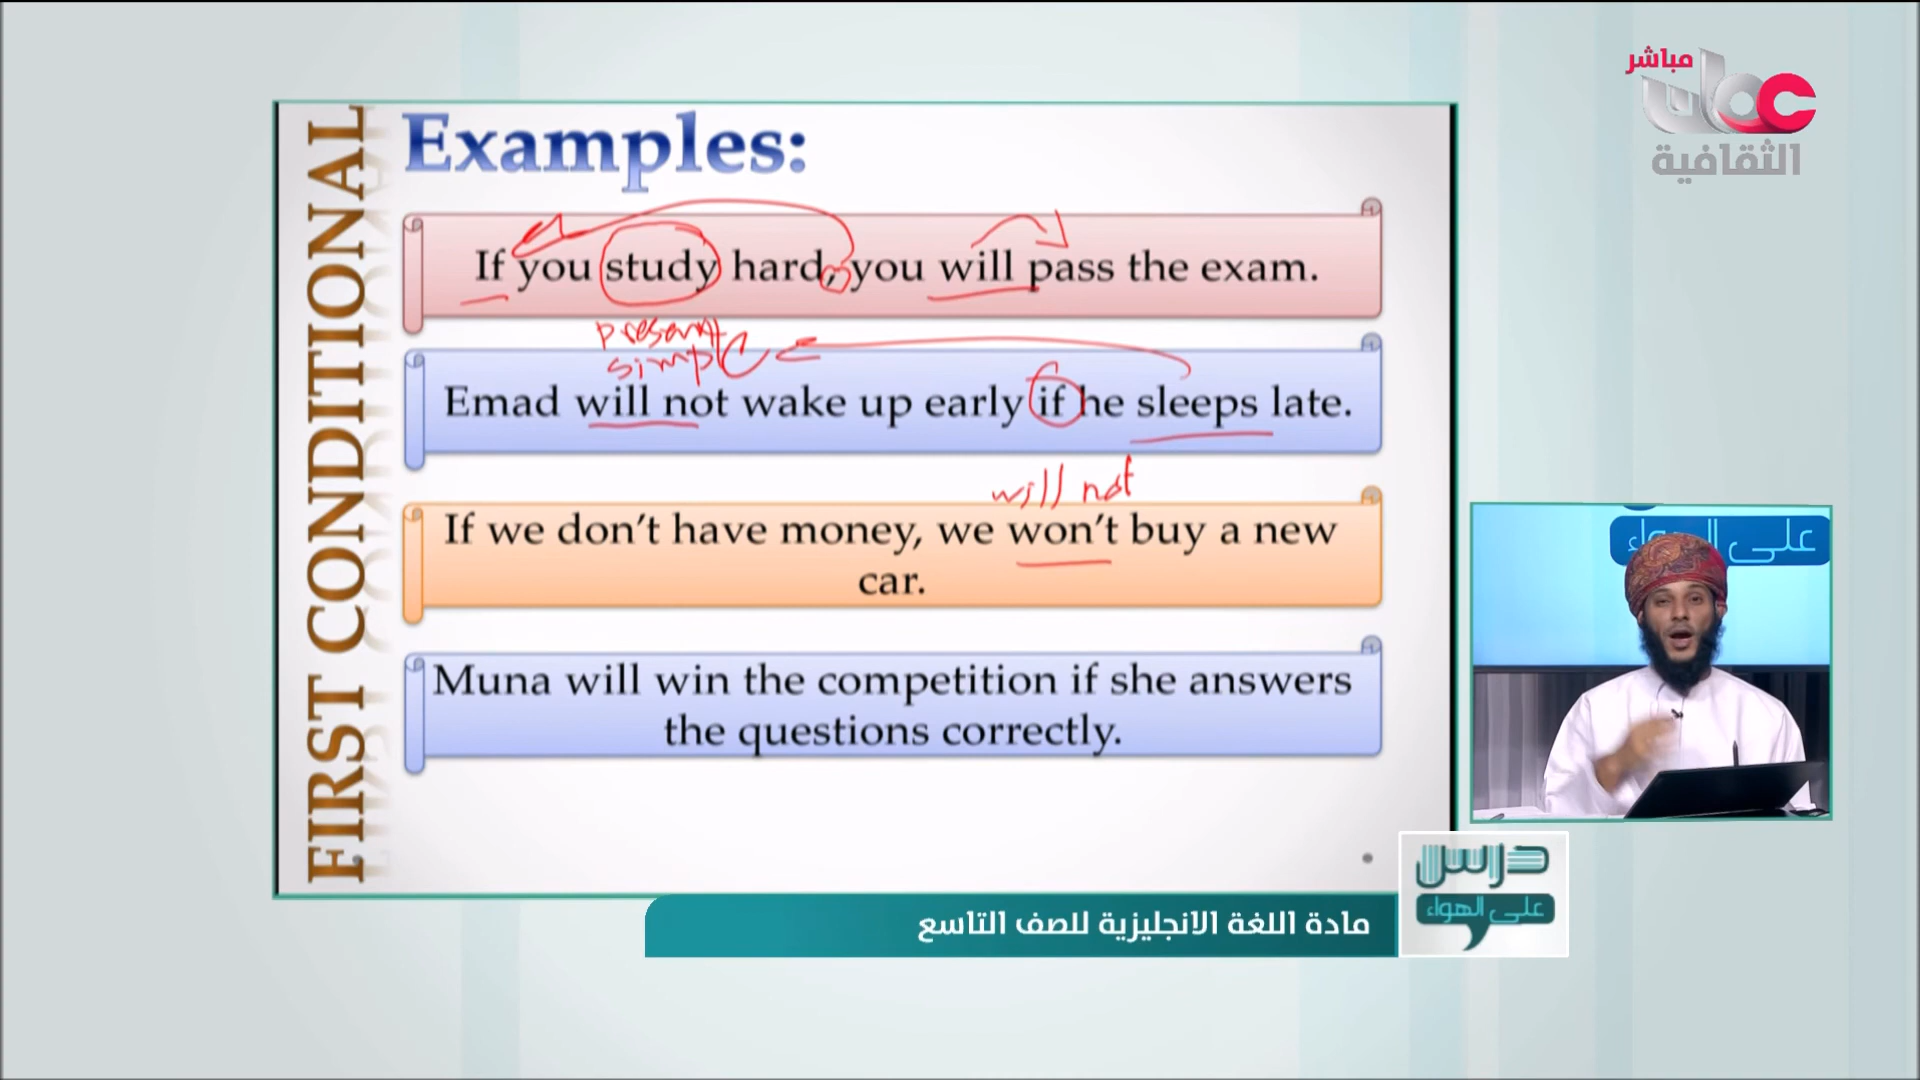 مباشر
عمان
الثقافية
FIRST CONDITIONAL
Examples:
If you study hard, you will pass the exam.
present
simple
Emad will not wake up early if he sleeps late.
will not
If we don't have money, we won't buy a new
car.
Muna will win the competition if she answers
the questions correctly.
على الهواء
درس
على الهواء
مادة اللغة الانجليزية للصف التاسع